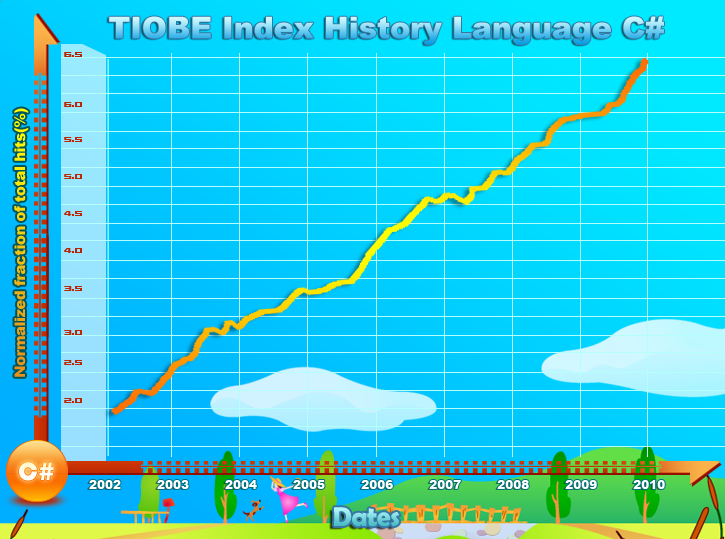 TIOBE Index History Language C#
Normalized fraction of total hits(%)
6.5
6.0
5.5
5.0
4.5
4.0
3.5
3.0
2.5
2.0
C#
2002 2003 2004 2005 2006 2007 2008 2009 2010
Dates